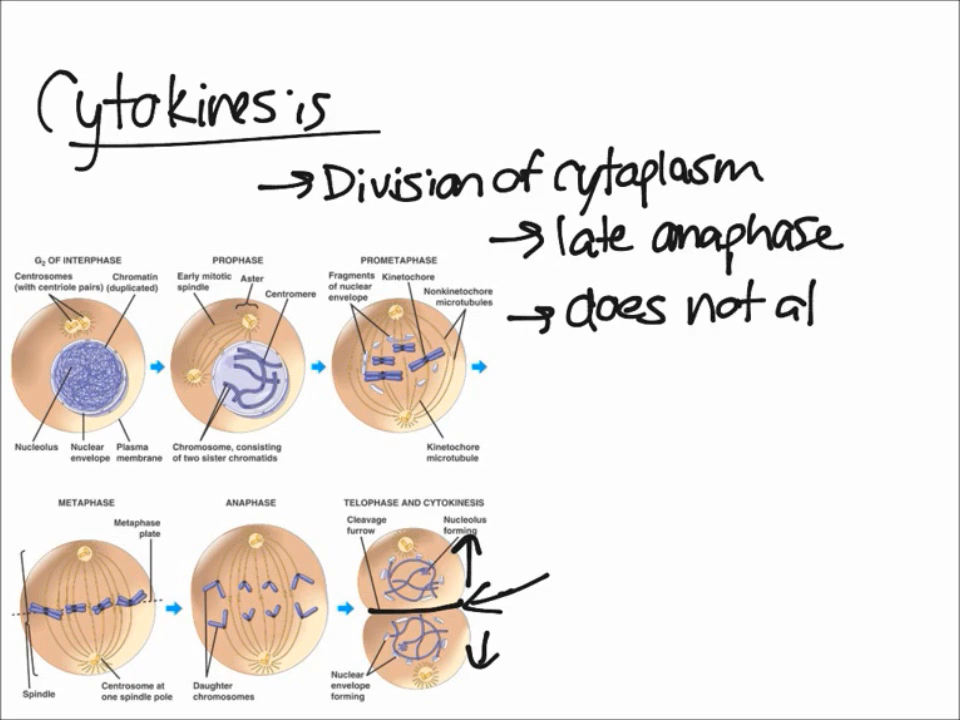 Cytokinesis
→ Division of cytoplasm
→ late anaphase
→ does not al
G2 OF INTERPHASE
PROPHASE
PROMETAPHASE
Centrosomes
(with centriole pairs)
Chromatin
(duplicated)
Early mitotic
spindle
Aster
Centromere
Fragments
of nuclear
envelope
Kinetochore
Nonkinetochore
microtubules
Nucleolus
Nuclear
envelope
Plasma
membrane
Chromosome, consisting
of two sister chromatids
Kinetochore
microtubule
METAPHASE
ANAPHASE
TELOPHASE AND CYTOKINESIS
Metaphase
plate
Cleavage
furrow
Nucleolus
forming
Spindle
Centrosome at
one spindle pole
Daughter
chromosomes
Nuclear
envelope
forming